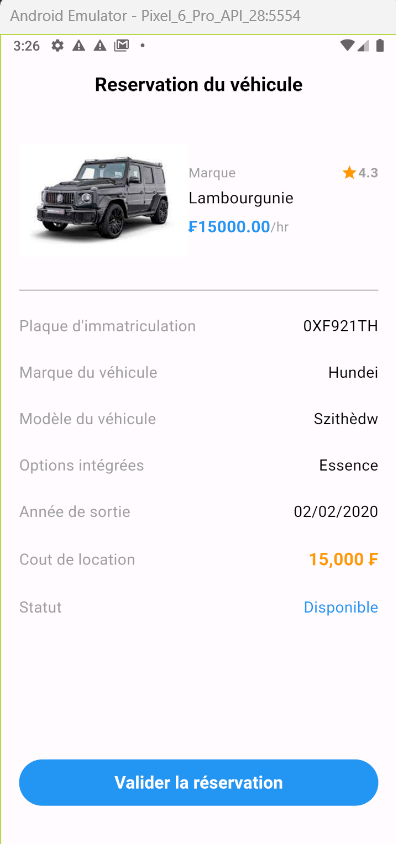 Android Emulator - Pixel_6_Pro_API_28:5554
3:26
Reservation du véhicule
Marque
4.3
Lambourgunie
₣15000.00/hr
Plaque d'immatriculation 0XF921TH
Marque du véhicule Hundei
Modèle du véhicule Szithèdw
Options intégrées Essence
Année de sortie 02/02/2020
Cout de location 15,000 ₣
Statut Disponible
Valider la réservation